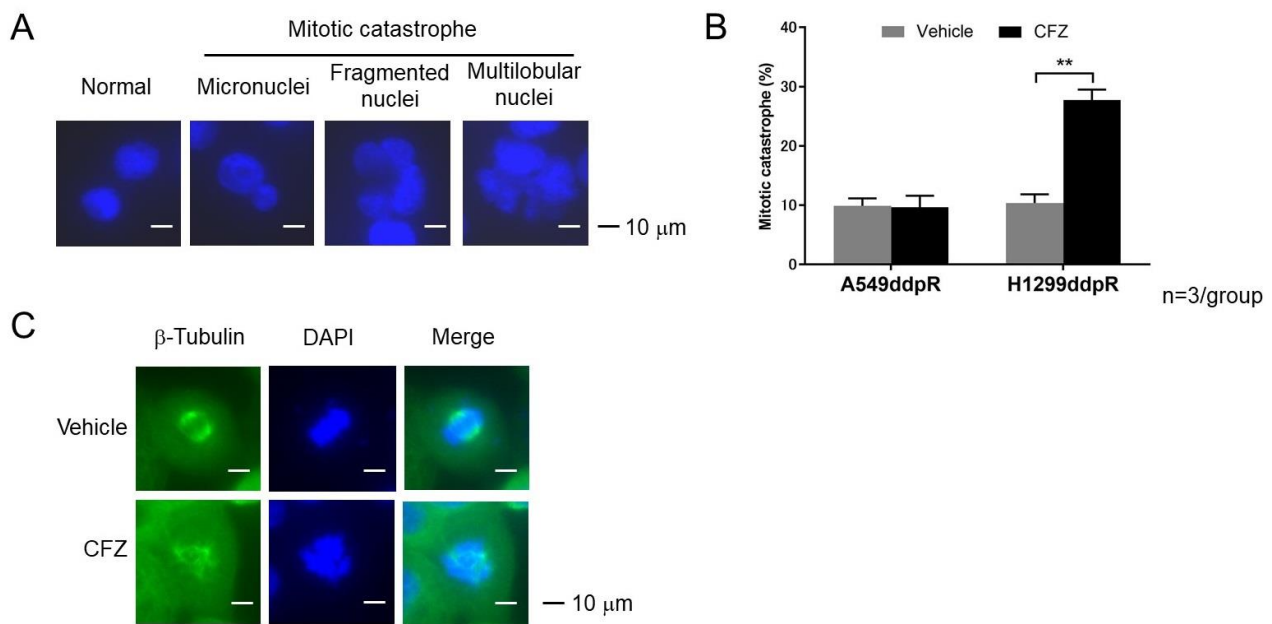 A
Mitotic catastrophe
Normal
Micronuclei
Fragmented
nuclei
Multilobular
nuclei
10 μm
B
Vehicle
CFZ
Mitotic catastrophe (%)
40
30
20
10
0
**
A549ddpR
H1299ddpR
n=3/group
C
β-Tubulin
DAPI
Merge
Vehicle
CFZ
10 μm